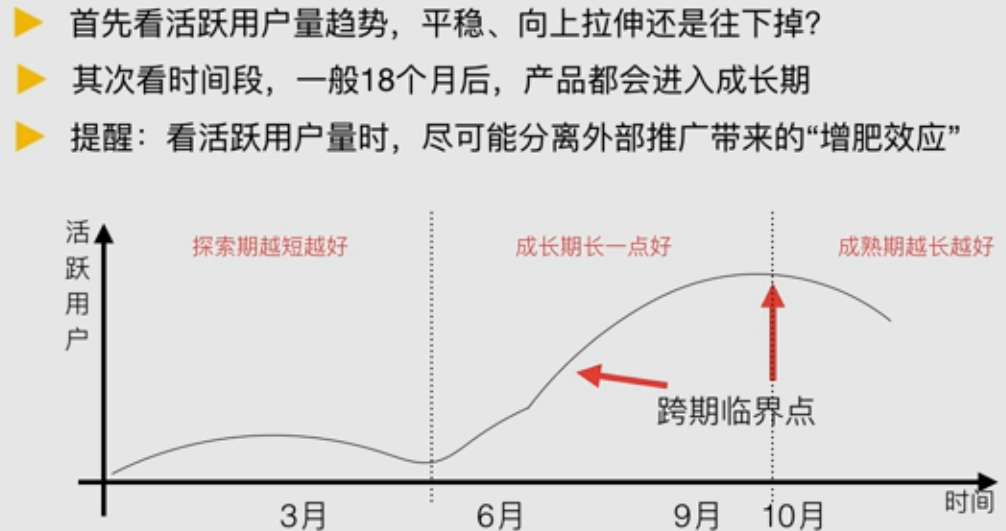 首先看活跃用户量趋势，平稳、向上拉伸还是往下掉？
其次看时间段，一般18个月后，产品都会进入成长期
提醒：看活跃用户量时，尽可能分离外部推广带来的“增肥效应”
活跃用户
探索期越短越好
成长期长一点好
成熟期越长越好
跨期临界点
时间
3月
6月
9月
10月